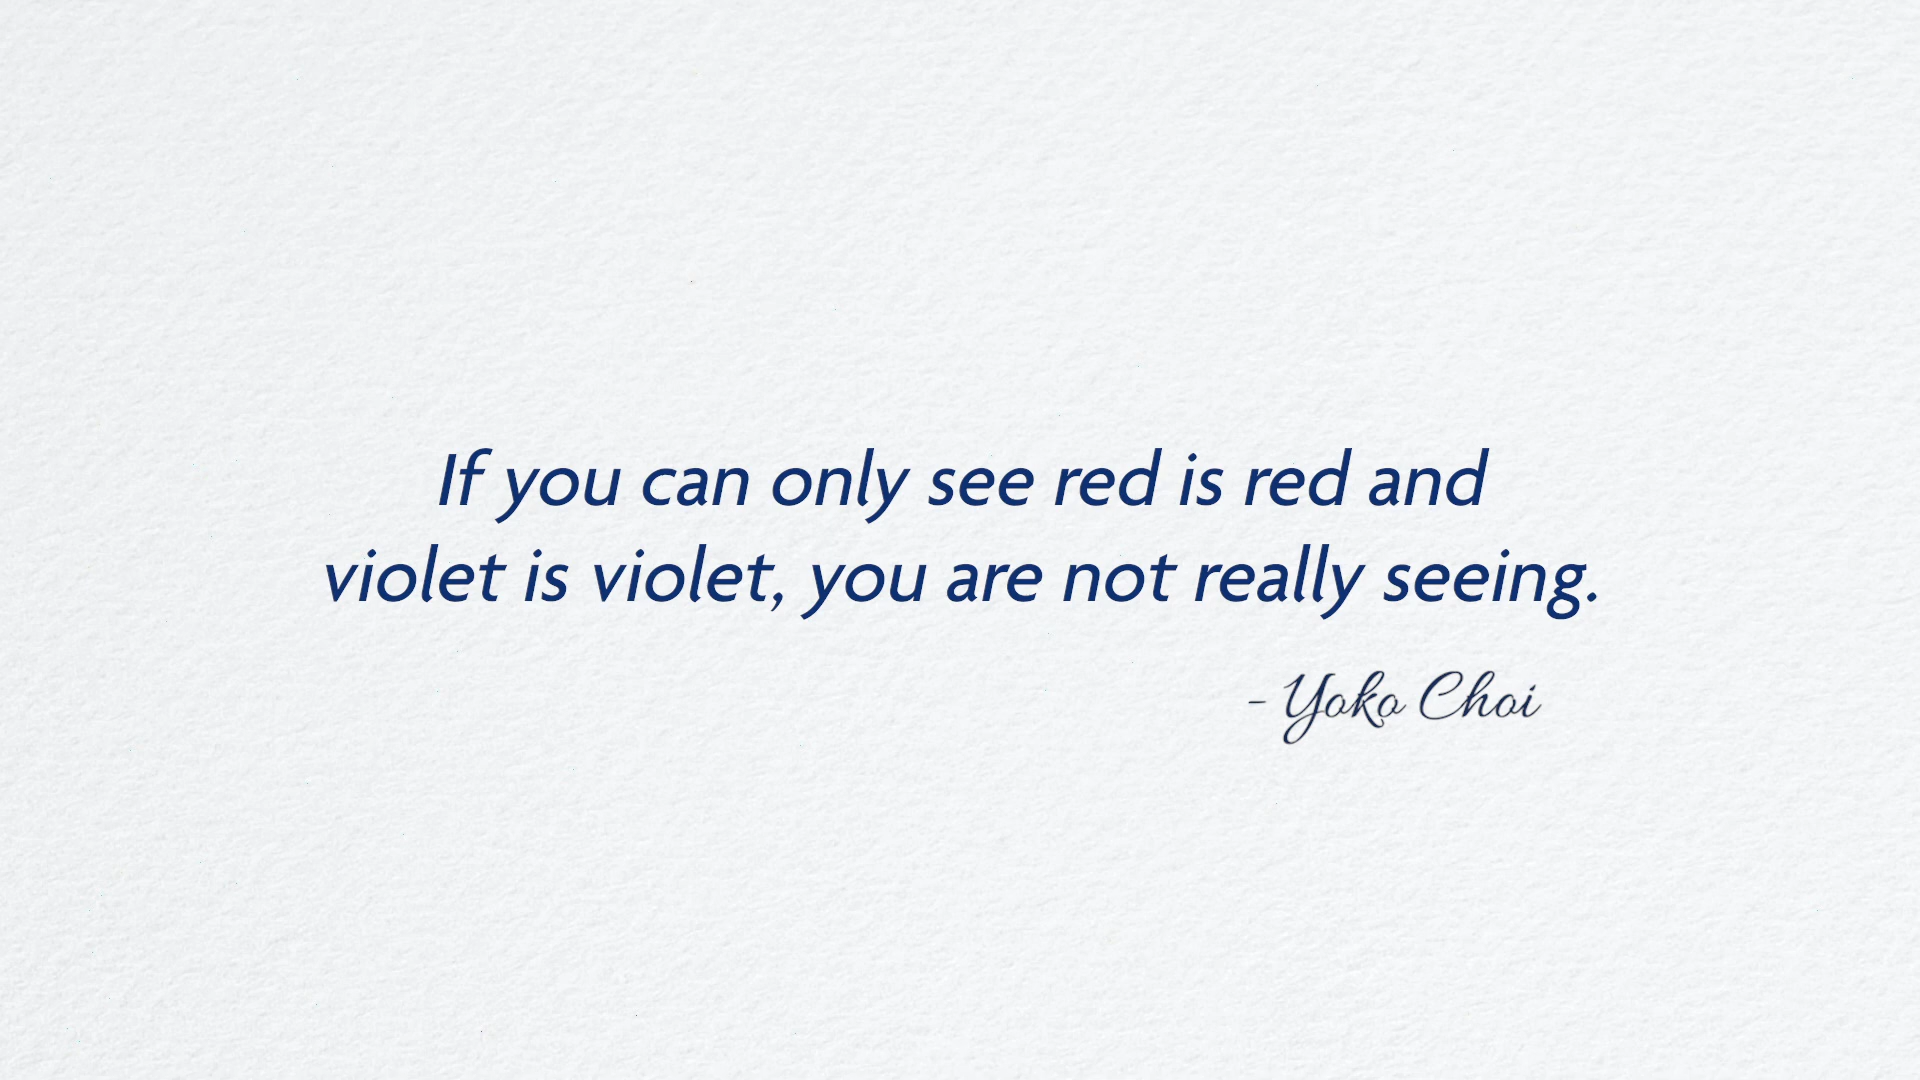 If you can only see red is red and
violet is violet, you are not really seeing.
- Yoko Choi